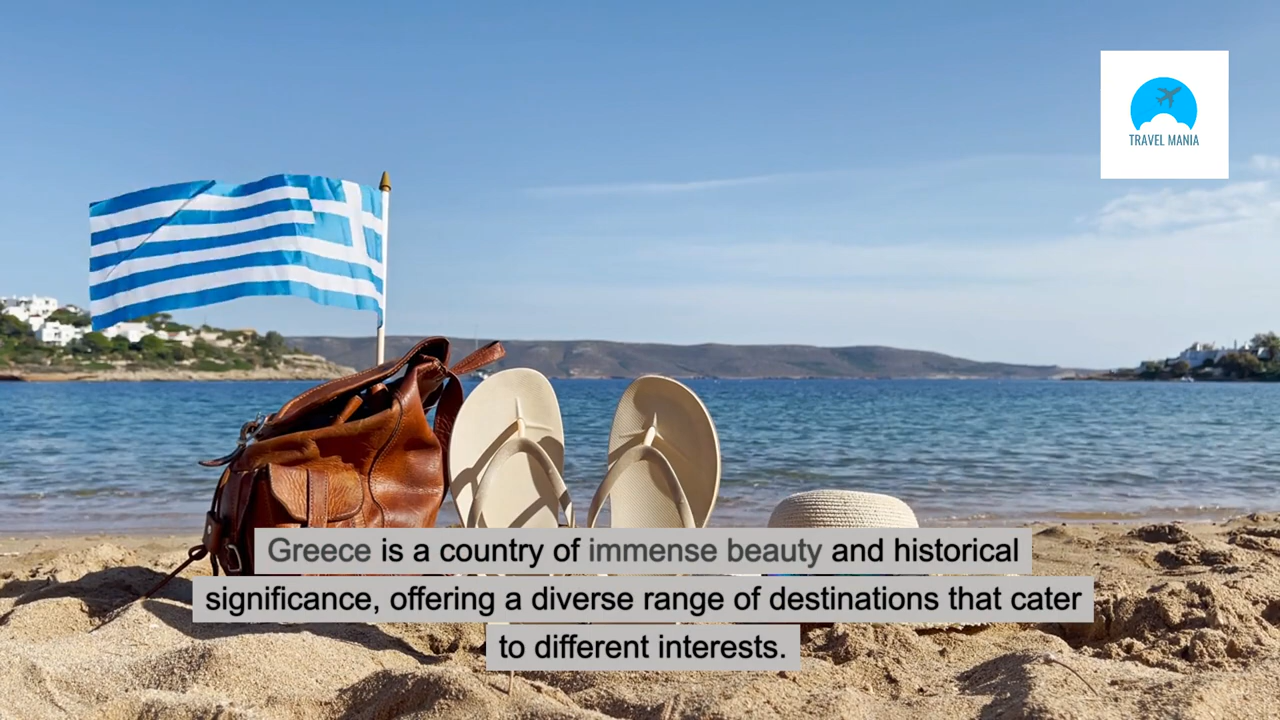 TRAVEL MANIA
Greece is a country of immense beauty and historical
significance, offering a diverse range of destinations that cater
to different interests.